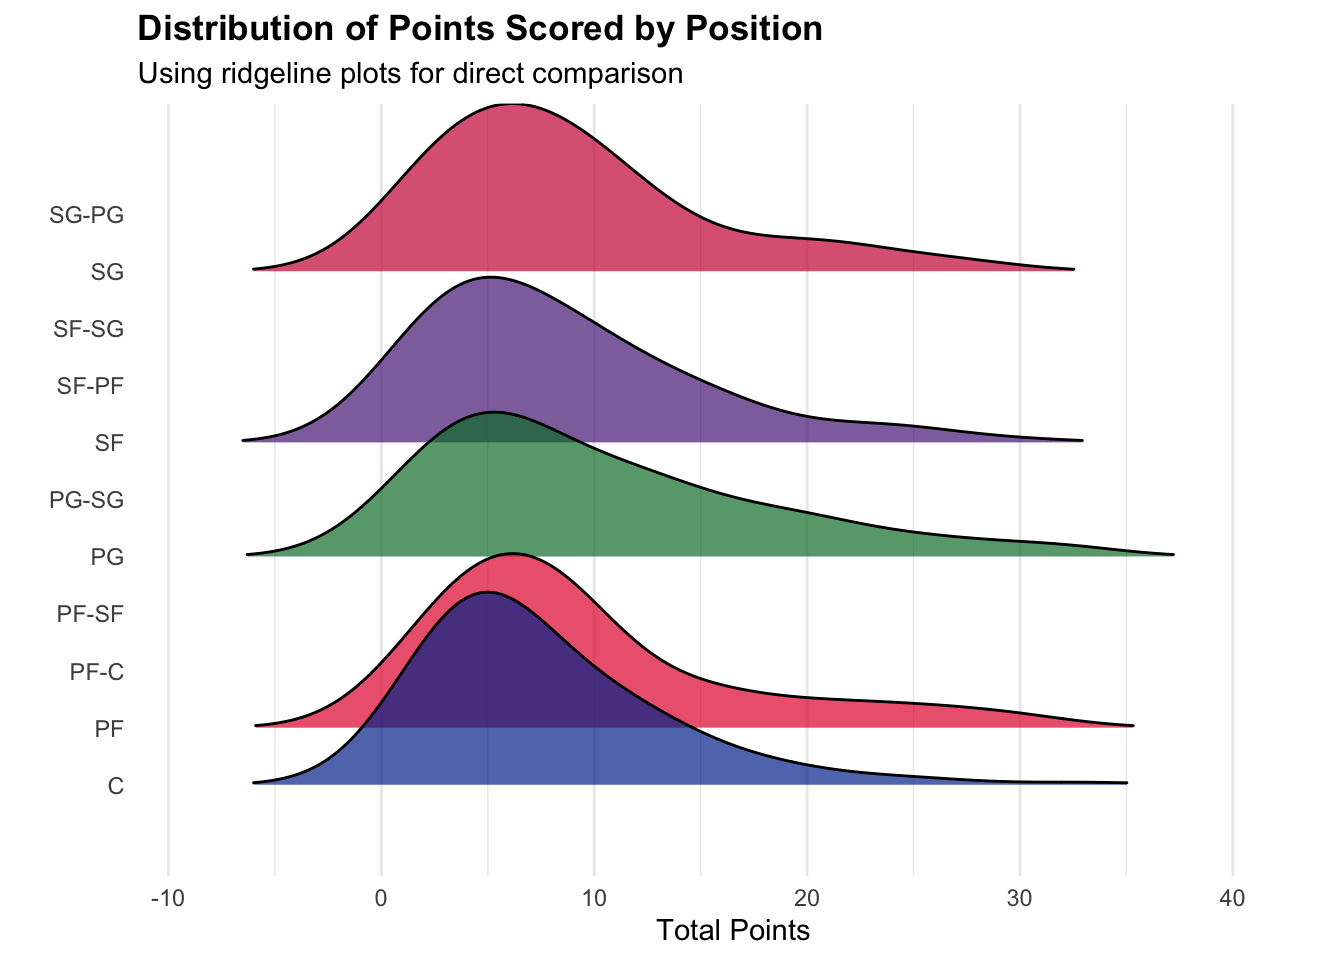 Distribution of Points Scored by Position
Using ridgeline plots for direct comparison
SG-PG
SG
SF-SG
SF-PF
SF
PG-SG
PG
PF-SF
PF-C
PF
C
-10 0 10 20 30 40
Total Points